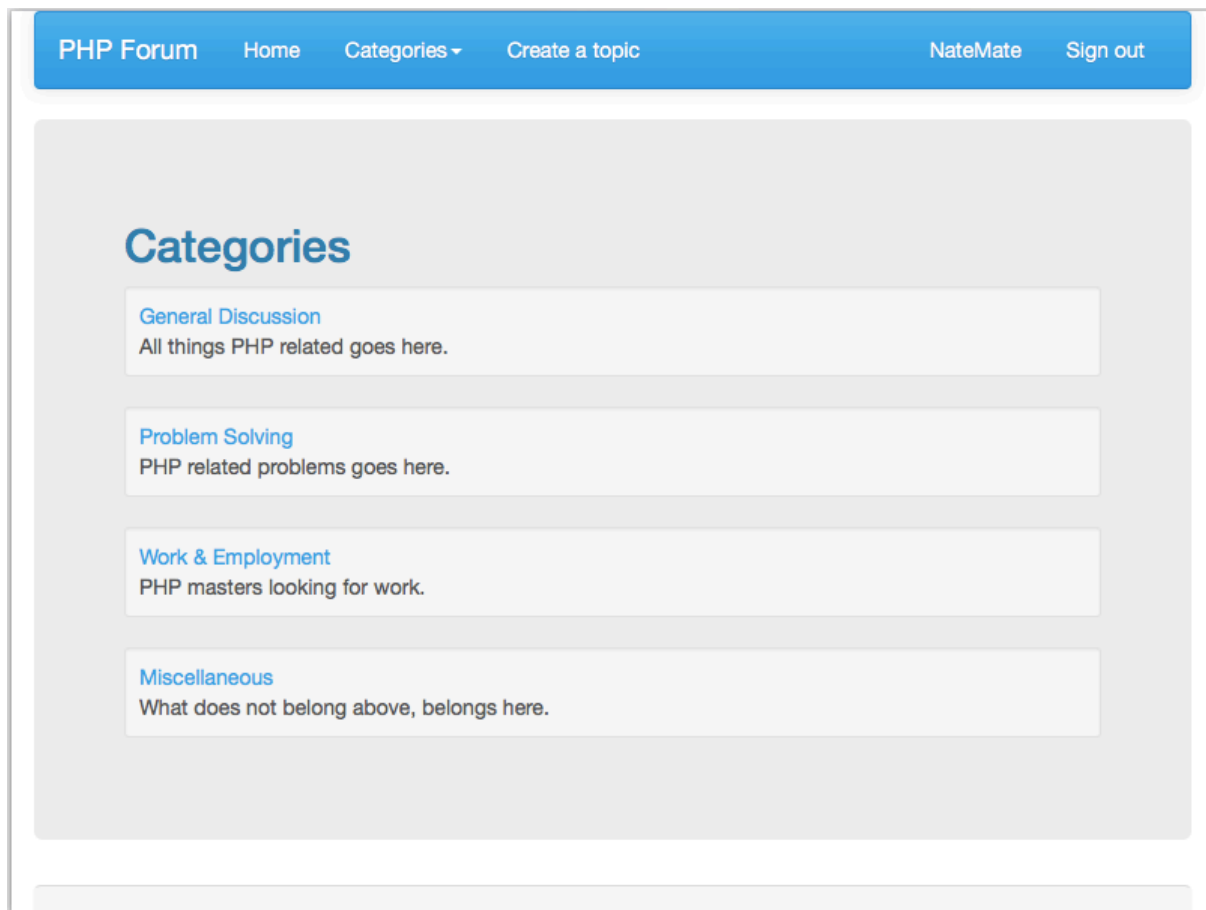 PHP Forum Home Categories Create a topic NateMate Sign out
Categories
General Discussion
All things PHP related goes here.
Problem Solving
PHP related problems goes here.
Work & Employment
PHP masters looking for work.
Miscellaneous
What does not belong above, belongs here.